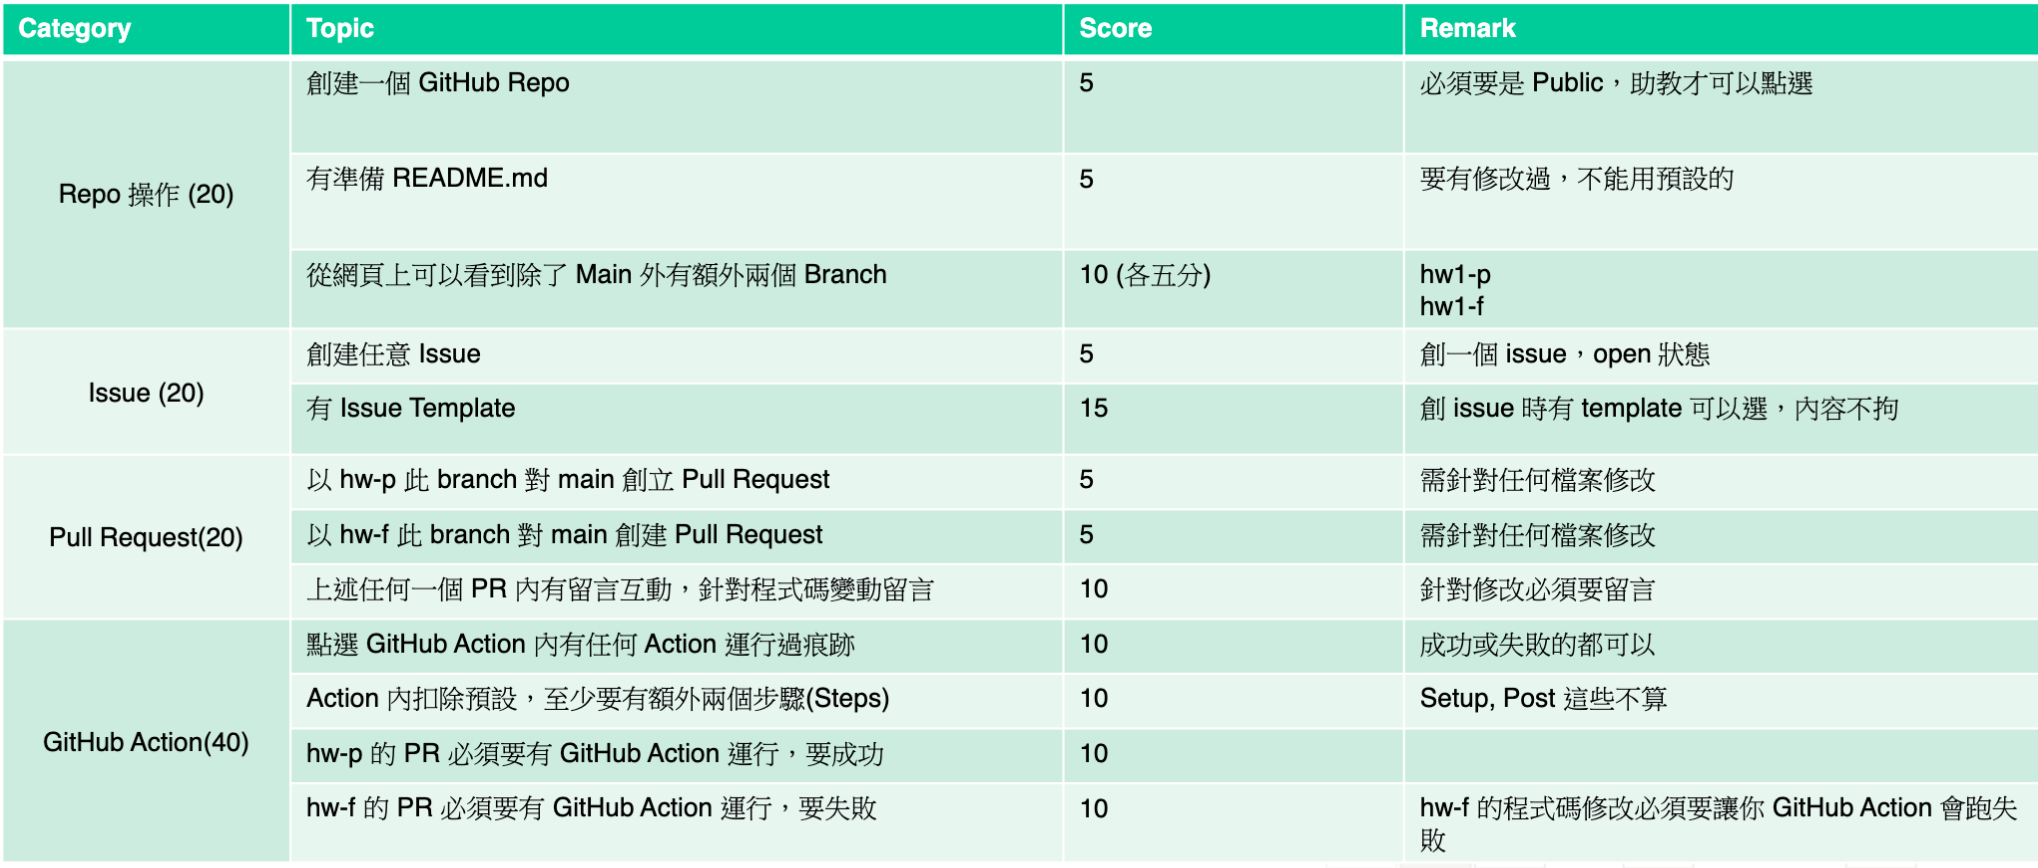 Category Topic Score Remark
Repo 操作 (20)
創建一個 GitHub Repo 5 必須要是 Public，助教才可以點選
有準備 README.md 5 要有修改過，不能用預設的
從網頁上可以看到除了 Main 外有額外兩個 Branch 10 (各五分) hw1-p
hw1-f
Issue (20)
創建任意 Issue 5 創一個 issue，open 狀態
有 Issue Template 15 創 issue 時有 template 可以選，內容不拘
Pull Request(20)
以 hw-p 此 branch 對 main 創立 Pull Request 5 需針對任何檔案修改
以 hw-f 此 branch 對 main 創建 Pull Request 5 需針對任何檔案修改
上述任何一個 PR 內有留言互動，針對程式碼變動留言 10 針對修改必須要留言
GitHub Action(40)
點選 GitHub Action 內有任何 Action 運行過痕跡 10 成功或失敗的都可以
Action 內扣除預設，至少要有額外兩個步驟(Steps) 10 Setup, Post 這些不算
hw-p 的 PR 必須要有 GitHub Action 運行，要成功 10
hw-f 的 PR 必須要有 GitHub Action 運行，要失敗 10 hw-f 的程式碼修改必須要讓你 GitHub Action 會跑失
敗